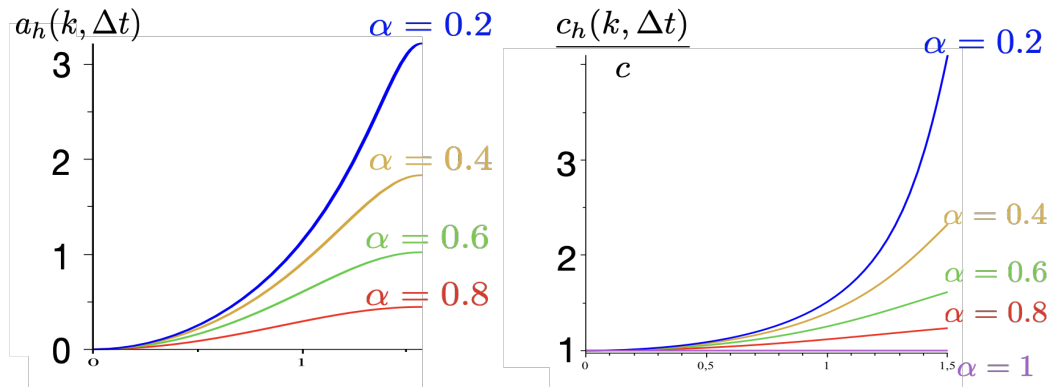 a_h(k, Δt)
α = 0.2
3
2
α = 0.4
1
α = 0.6
α = 0.8
0
0
1
c_h(k, Δt)
c
α = 0.2
3
α = 0.4
2
α = 0.6
α = 0.8
1
0
0,5
1
1,5
α = 1